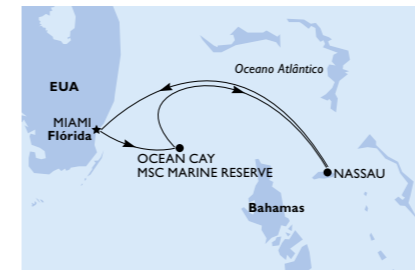 Oceano Atlântico
EUA
MIAMI
Flórida
OCEAN CAY
MSC MARINE RESERVE
NASSAU
Bahamas